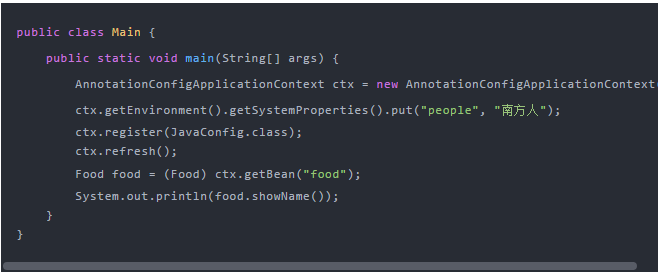 public class Main {
public static void main(String[] args) {
AnnotationConfigApplicationContext ctx = new AnnotationConfigApplicationContext(
ctx.getEnvironment().getSystemProperties().put("people", "南方人");
ctx.register(JavaConfig.class);
ctx.refresh();
Food food = (Food) ctx.getBean("food");
System.out.println(food.showName());
}
}